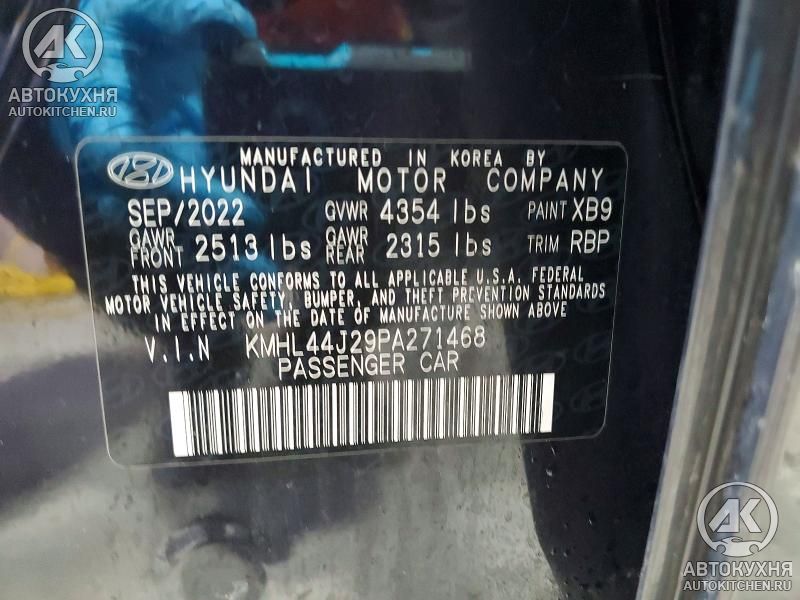 AK
АВТОКУХНЯ
AUTOKITCHEN.RU
MANUFACTURED IN KOREA BY
HYUNDAI MOTOR COMPANY
SEP/2022 GVWR 4354 lbs PAINT XB9
GAWR FRONT 2513 lbs GAWR REAR 2315 lbs TRIM RBP
THIS VEHICLE CONFORMS TO ALL APPLICABLE U.S.A. FEDERAL
MOTOR VEHICLE SAFETY, BUMPER, AND THEFT PREVENTION STANDARDS
IN EFFECT ON THE DATE OF MANUFACTURE SHOWN ABOVE
V.I.N KMHL44J29PA271468
PASSENGER CAR
AK
АВТОКУХНЯ
AUTOKITCHEN.RU